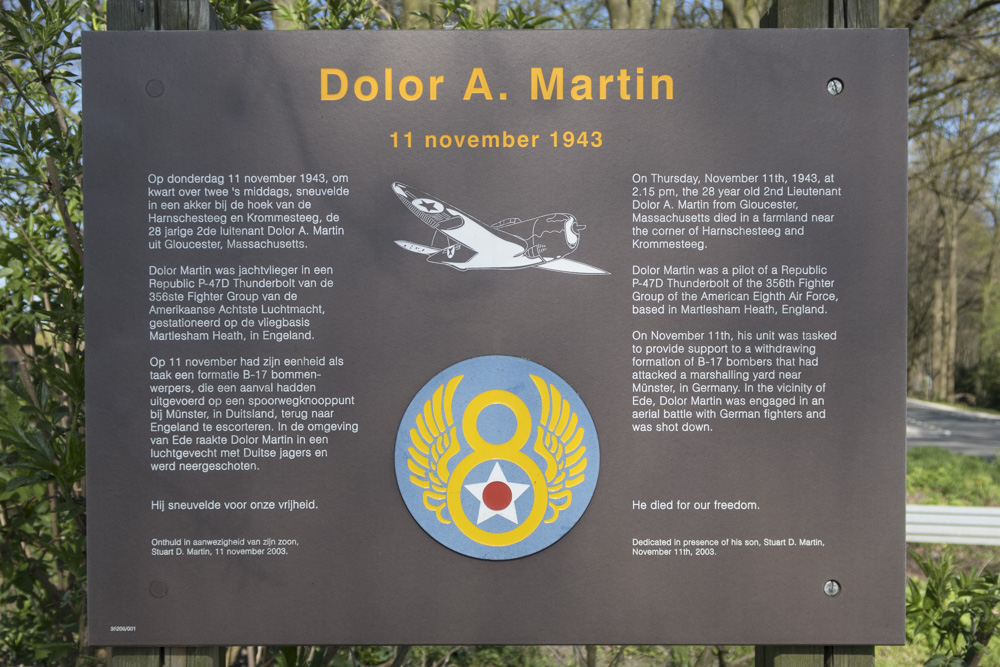 Dolor A. Martin
11 november 1943
Op donderdag 11 november 1943, om
kwart over twee 's middags, sneuvelde
in een akker bij de hoek van de
Harnschesteeg en Krommesteeg, de
28 jarige 2de luitenant Dolor A. Martin
uit Gloucester, Massachusetts.
Dolor Martin was jachtvlieger in een
Republic P-47D Thunderbolt van de
356ste Fighter Group van de
Amerikaanse Achtste Luchtmacht,
gestationeerd op de vliegbasis
Martlesham Heath, in Engeland.
Op 11 november had zijn eenheid als
taak een formatie B-17 bommen-
werpers, die een aanval hadden
uitgevoerd op een spoorwegknooppunt
bij Münster, in Duitsland, terug naar
Engeland te escorteren. In de omgeving
van Ede raakte Dolor Martin in een
luchtgevecht met Duitse jagers en
werd neergeschoten.
Hij sneuvelde voor onze vrijheid.
Onthuld in aanwezigheid van zijn zoon,
Stuart D. Martin, 11 november 2003.
On Thursday, November 11th, 1943, at
2.15 pm, the 28 year old 2nd Lieutenant
Dolor A. Martin from Gloucester,
Massachusetts died in a farmland near
the corner of Harnschesteeg and
Krommesteeg.
Dolor Martin was a pilot of a Republic
P-47D Thunderbolt of the 356th Fighter
Group of the American Eighth Air Force,
based in Martlesham Heath, England.
On November 11th, his unit was tasked
to provide support to a withdrawing
formation of B-17 bombers that had
attacked a marshalling yard near
Münster, in Germany. In the vicinity of
Ede, Dolor Martin was engaged in an
aerial battle with German fighters and
was shot down.
He died for our freedom.
Dedicated in presence of his son, Stuart D. Martin,
November 11th, 2003.
8